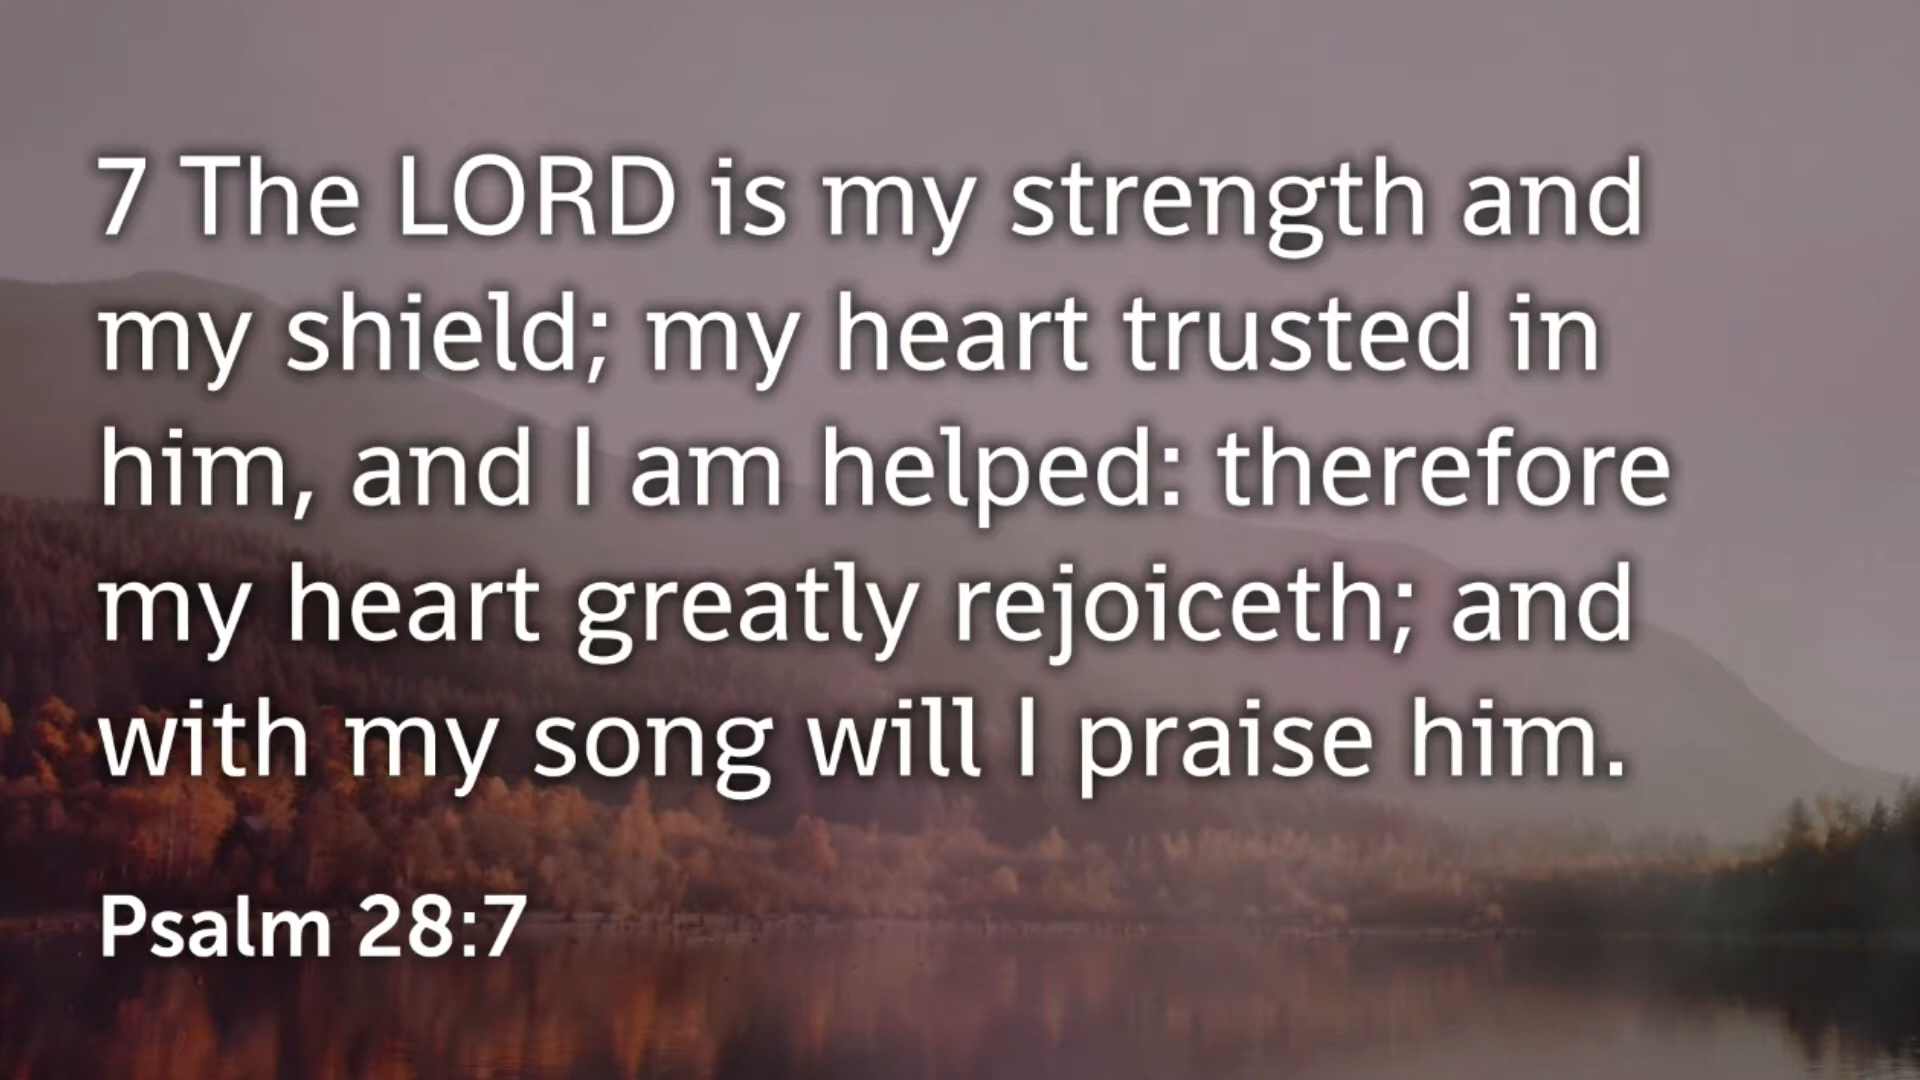 7 The LORD is my strength and
my shield; my heart trusted in
him, and I am helped: therefore
my heart greatly rejoiceth; and
with my song will I praise him.
Psalm 28:7